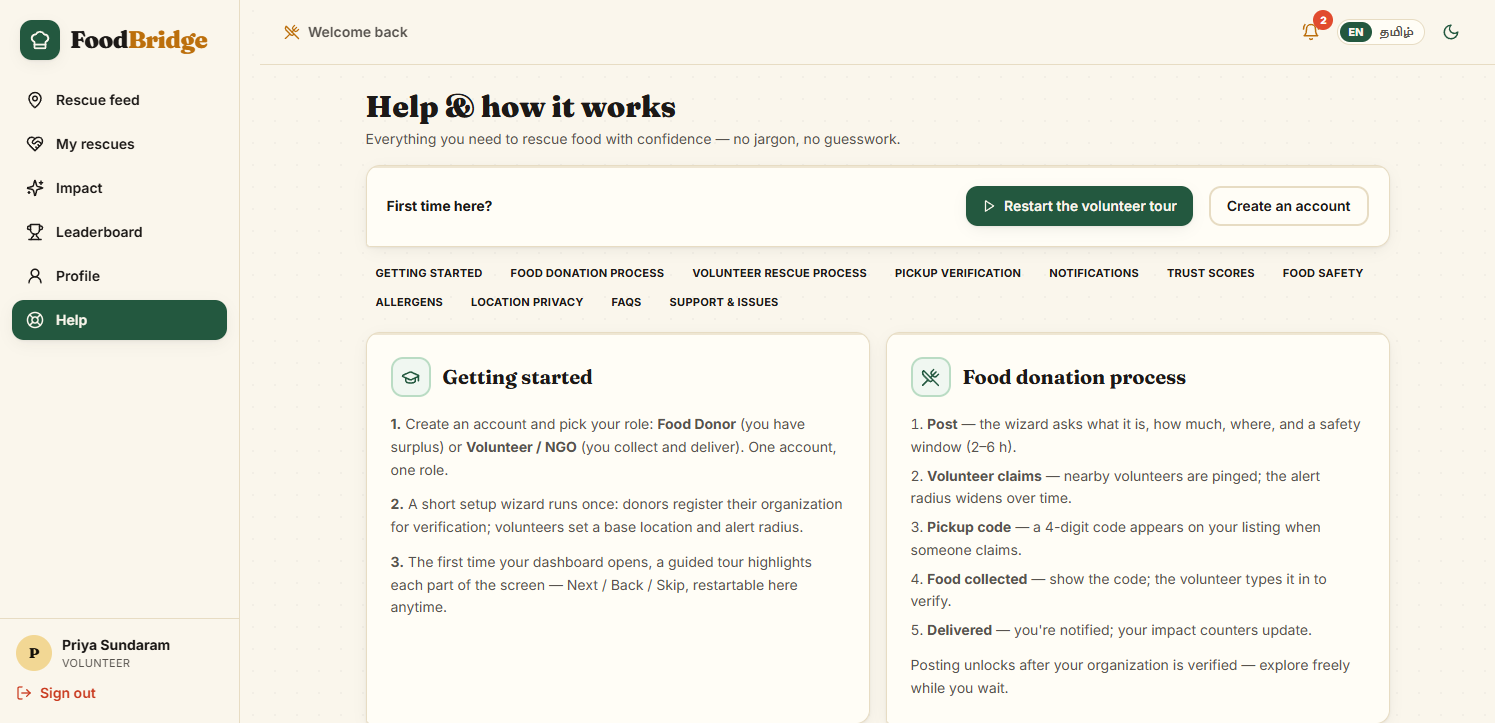 FoodBridge
Rescue feed
My rescues
Impact
Leaderboard
Profile
Help
P
Priya Sundaram
VOLUNTEER
Sign out
Welcome back
2
EN
தமிழ்
Help & how it works
Everything you need to rescue food with confidence — no jargon, no guesswork.
First time here?
Restart the volunteer tour
Create an account
GETTING STARTED FOOD DONATION PROCESS VOLUNTEER RESCUE PROCESS PICKUP VERIFICATION NOTIFICATIONS TRUST SCORES FOOD SAFETY
ALLERGENS LOCATION PRIVACY FAQS SUPPORT & ISSUES
Getting started
1. Create an account and pick your role: Food Donor (you have
surplus) or Volunteer / NGO (you collect and deliver). One account,
one role.
2. A short setup wizard runs once: donors register their organization
for verification; volunteers set a base location and alert radius.
3. The first time your dashboard opens, a guided tour highlights
each part of the screen — Next / Back / Skip, restartable here
anytime.
Food donation process
1. Post — the wizard asks what it is, how much, where, and a safety
window (2–6 h).
2. Volunteer claims — nearby volunteers are pinged; the alert
radius widens over time.
3. Pickup code — a 4-digit code appears on your listing when
someone claims.
4. Food collected — show the code; the volunteer types it in to
verify.
5. Delivered — you're notified; your impact counters update.
Posting unlocks after your organization is verified — explore freely
while you wait.